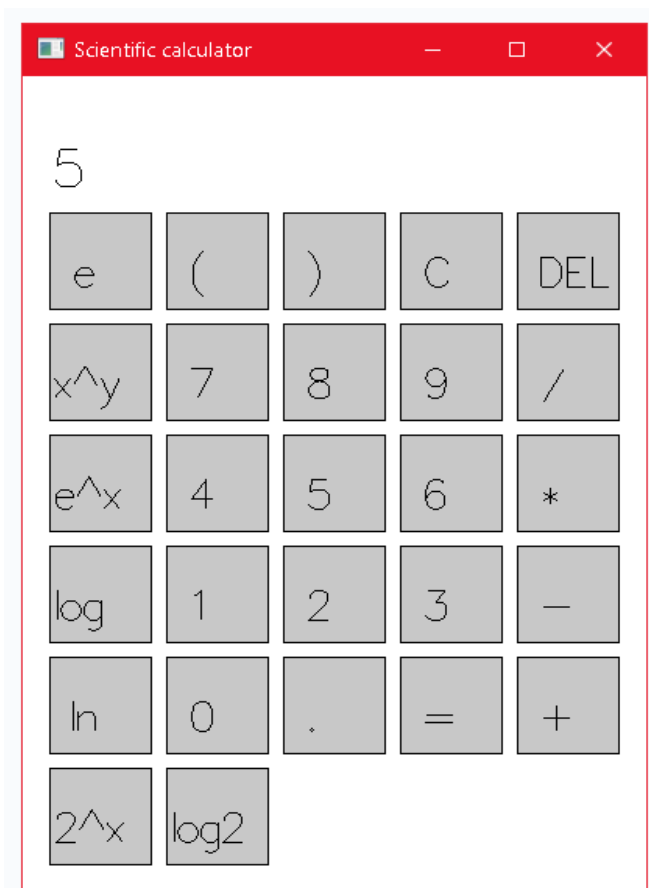 Scientific calculator
5
e ( ) C DEL
x^y 7 8 9 /
e^x 4 5 6 *
log 1 2 3 −
ln 0 . = +
2^x log2